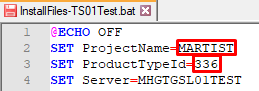 InstallFiles-TS01Test.bat
1 @ECHO OFF
2 SET ProjectName=MARTIST
3 SET ProductTypeId=336
4 SET Server=MHGTGSL01TEST